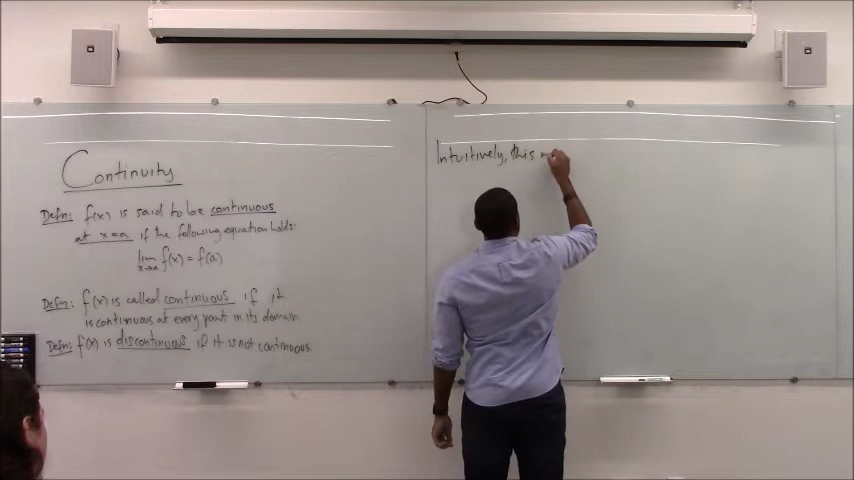 Continuity
Defn: f(x) is said to be continuous
at x=a if the following equation holds:
lim f(x) = f(a)
x→a
Defn: f(x) is called continuous if it
is continuous at every point in its domain
Defn: f(x) is discontinuous if it is not continuous.
Intuitively, this